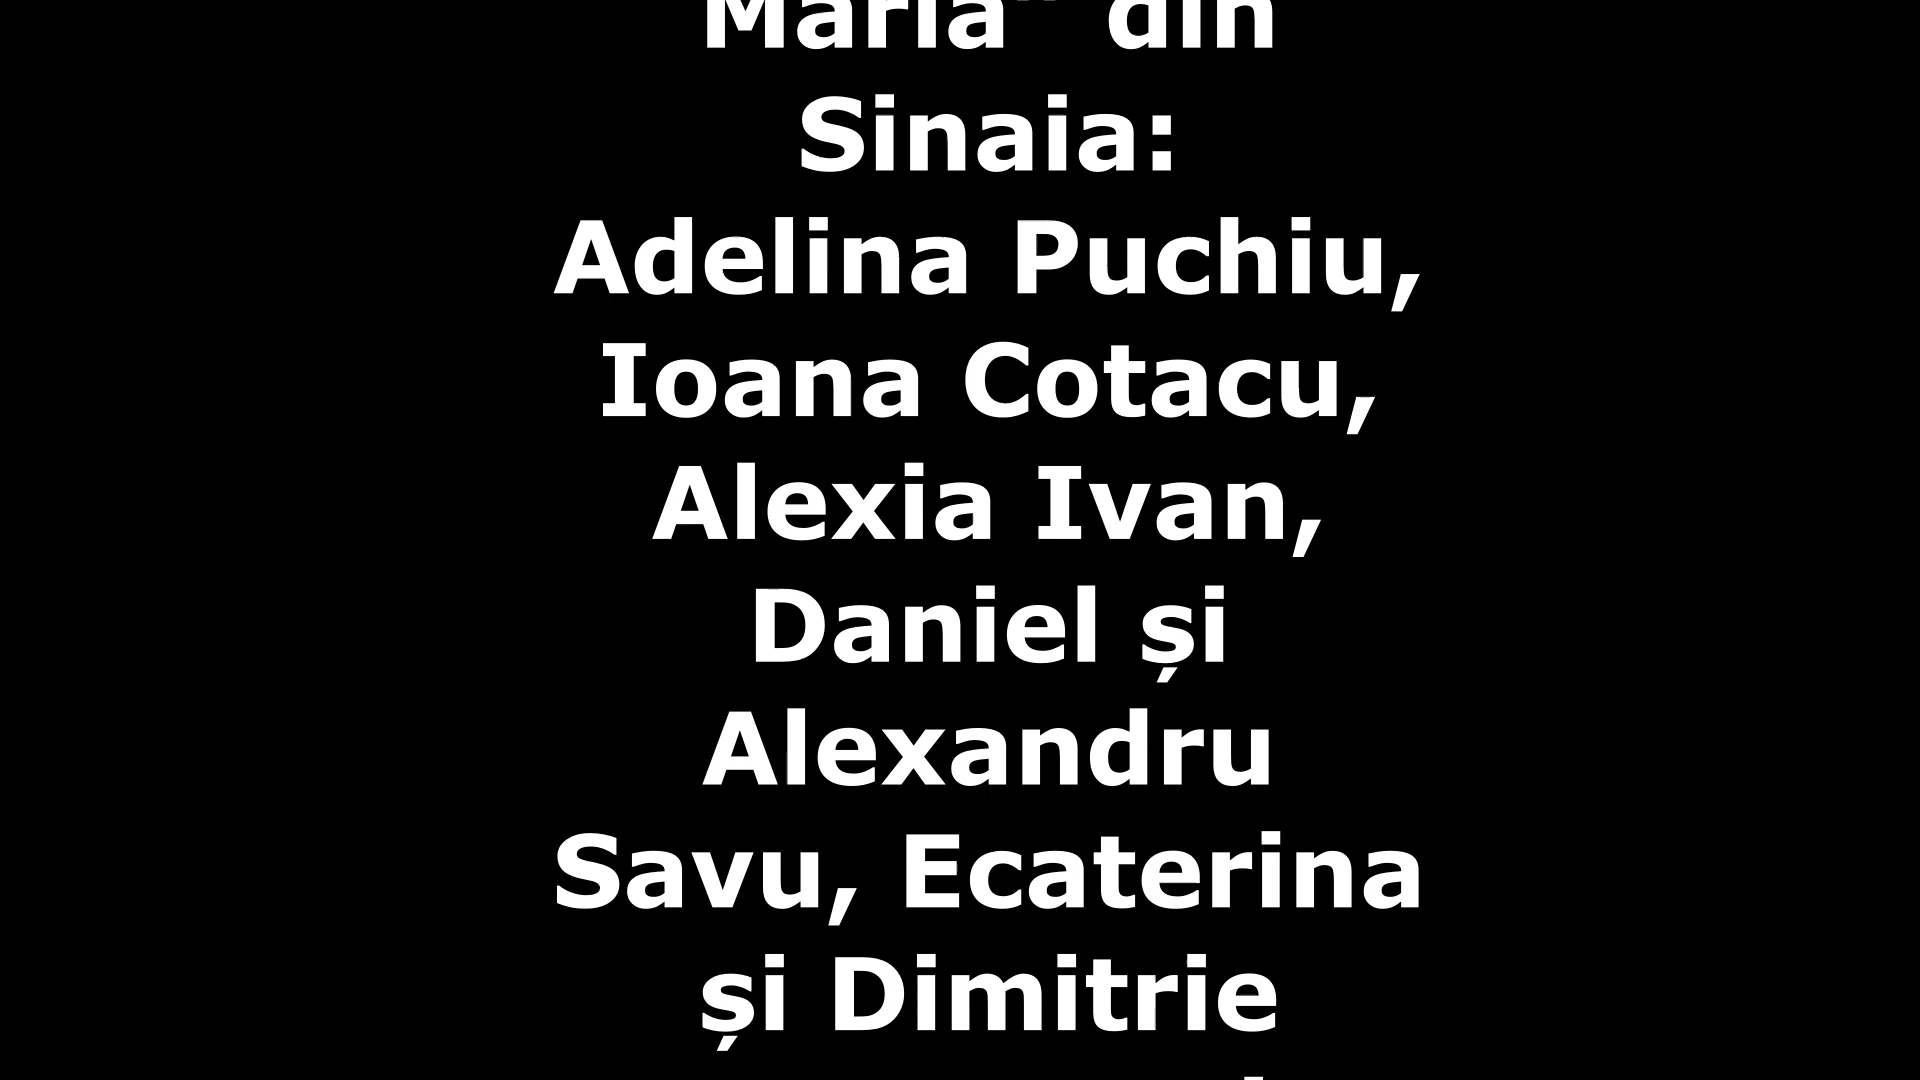 Maria” din
Sinaia:
Adelina Puchiu,
Ioana Cotacu,
Alexia Ivan,
Daniel și
Alexandru
Savu, Ecaterina
și Dimitrie